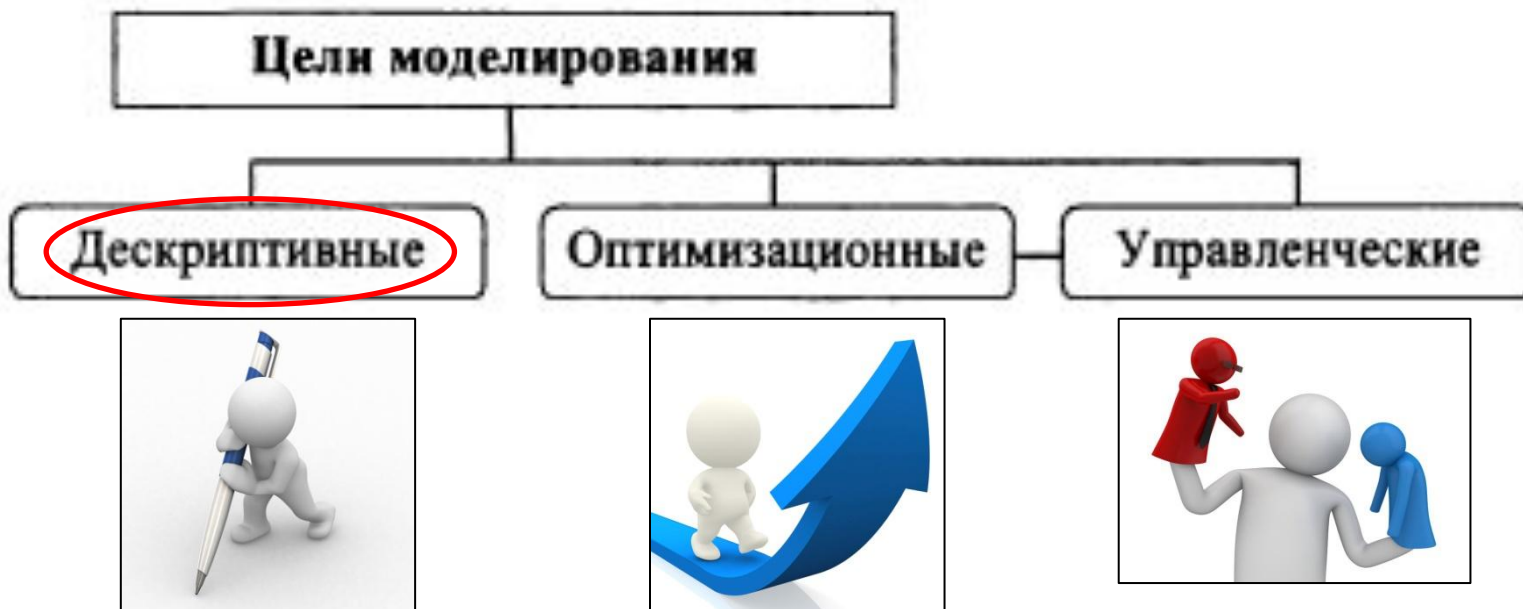 Цели моделирования
Дескриптивные
Оптимизационные
Управленческие